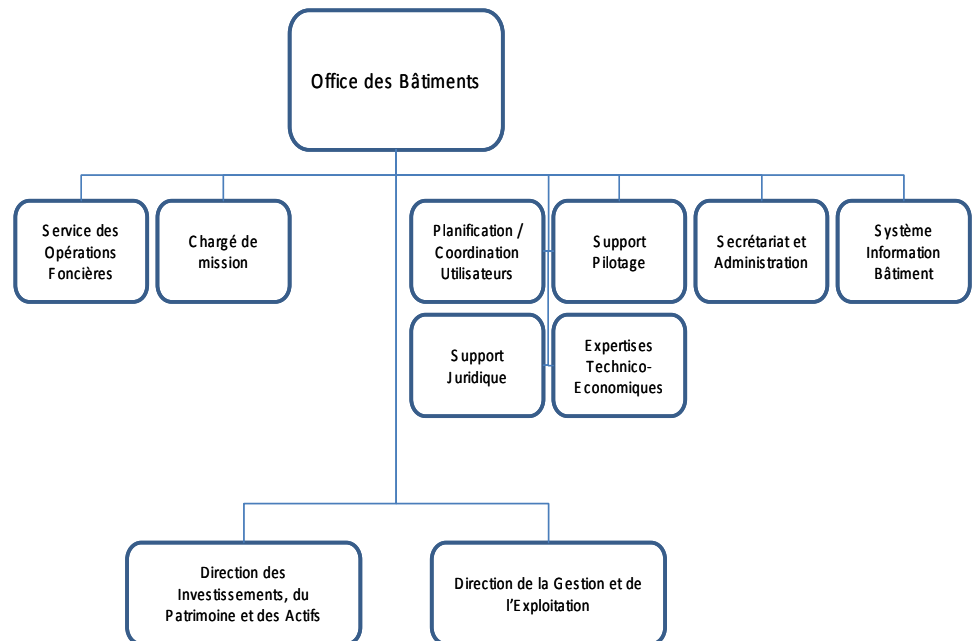 Office des Bâtiments
Service des
Opérations
Foncières
Chargé de
mission
Planification /
Coordination
Utilisateurs
Support
Pilotage
Secrétariat et
Administration
Système
Information
Bâtiment
Support
Juridique
Expertises
Technico-
Economiques
Direction des
Investissements, du
Patrimoine et des Actifs
Direction de la Gestion et de
l'Exploitation